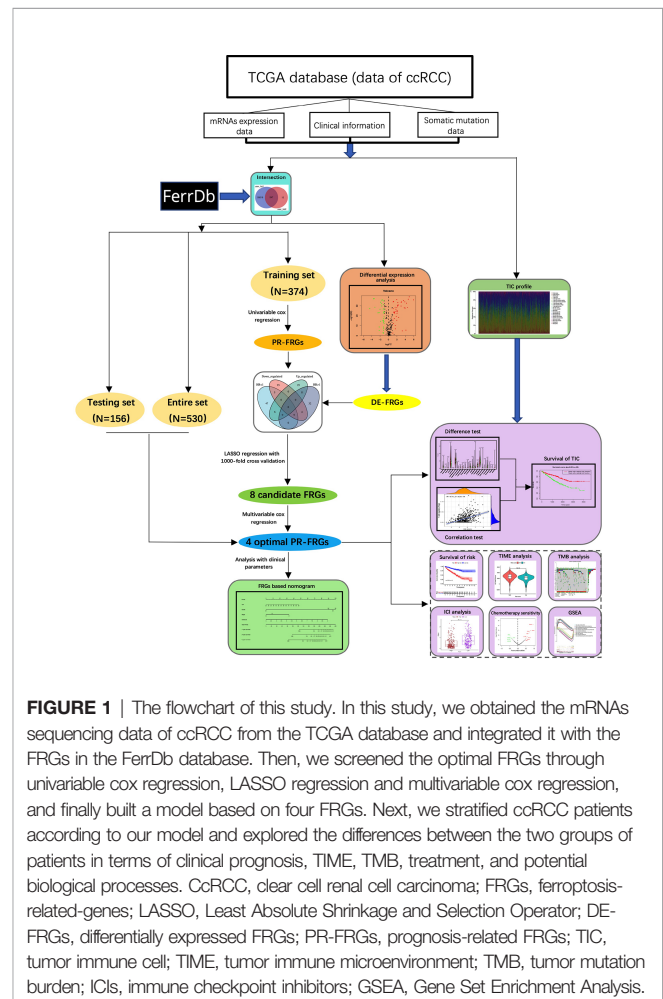 TCGA database (data of ccRCC)
mRNAs expression
data
Clinical information
Somatic mutation
data
FerrDb
Intersection
Training set
(N=374)
Differential expression
analysis
TIC profile
Univariable cox
regression
PR-FRGs
Testing set
(N=156)
Entire set
(N=530)
DE-FRGs
LASSO regression with
1000-fold cross validation
8 candidate FRGs
Multivariable cox
regression
4 optimal PR-FRGs
Analysis with clinical
parameters
FRGs based nomogram
Difference test
Survival of TIC
Correlation test
Survival of risk
TIME analysis
TMB analysis
ICI analysis
Chemotherapy sensitivity
GSEA
FIGURE 1 | The flowchart of this study. In this study, we obtained the mRNAs
sequencing data of ccRCC from the TCGA database and integrated it with the
FRGs in the FerrDb database. Then, we screened the optimal FRGs through
univariable cox regression, LASSO regression and multivariable cox regression,
and finally built a model based on four FRGs. Next, we stratified ccRCC patients
according to our model and explored the differences between the two groups of
patients in terms of clinical prognosis, TIME, TMB, treatment, and potential
biological processes. CcRCC, clear cell renal cell carcinoma; FRGs, ferroptosis-
related-genes; LASSO, Least Absolute Shrinkage and Selection Operator; DE-
FRGs, differentially expressed FRGs; PR-FRGs, prognosis-related FRGs; TIC,
tumor immune cell; TIME, tumor immune microenvironment; TMB, tumor mutation
burden; ICIs, immune checkpoint inhibitors; GSEA, Gene Set Enrichment Analysis.